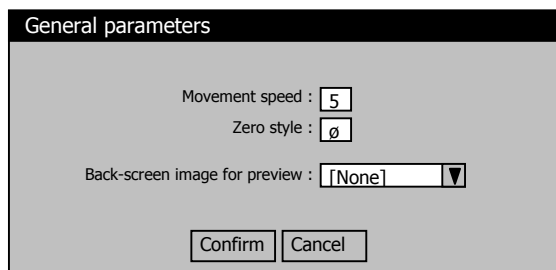 General parameters
Movement speed : 5
Zero style : ø
Back-screen image for preview : [None]
Confirm Cancel